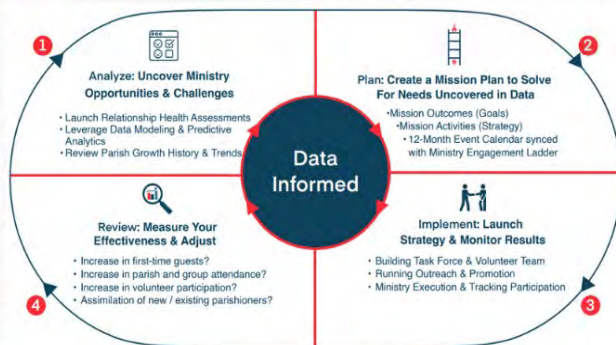 1
Analyze: Uncover Ministry
Opportunities & Challenges
• Launch Relationship Health Assessments
• Leverage Data Modeling & Predictive
Analytics
• Review Parish Growth History & Trends
2
Plan: Create a Mission Plan to Solve
For Needs Uncovered in Data
•Mission Outcomes (Goals)
•Mission Activities (Strategy)
• 12-Month Event Calendar synced
with Ministry Engagement Ladder
Data
Informed
Review: Measure Your
Effectiveness & Adjust
• Increase in first-time guests?
• Increase in parish and group attendance?
• Increase in volunteer participation?
• Assimilation of new / existing parishioners?
4
Implement: Launch
Strategy & Monitor Results
• Building Task Force & Volunteer Team
• Running Outreach & Promotion
• Ministry Execution & Tracking Participation
3